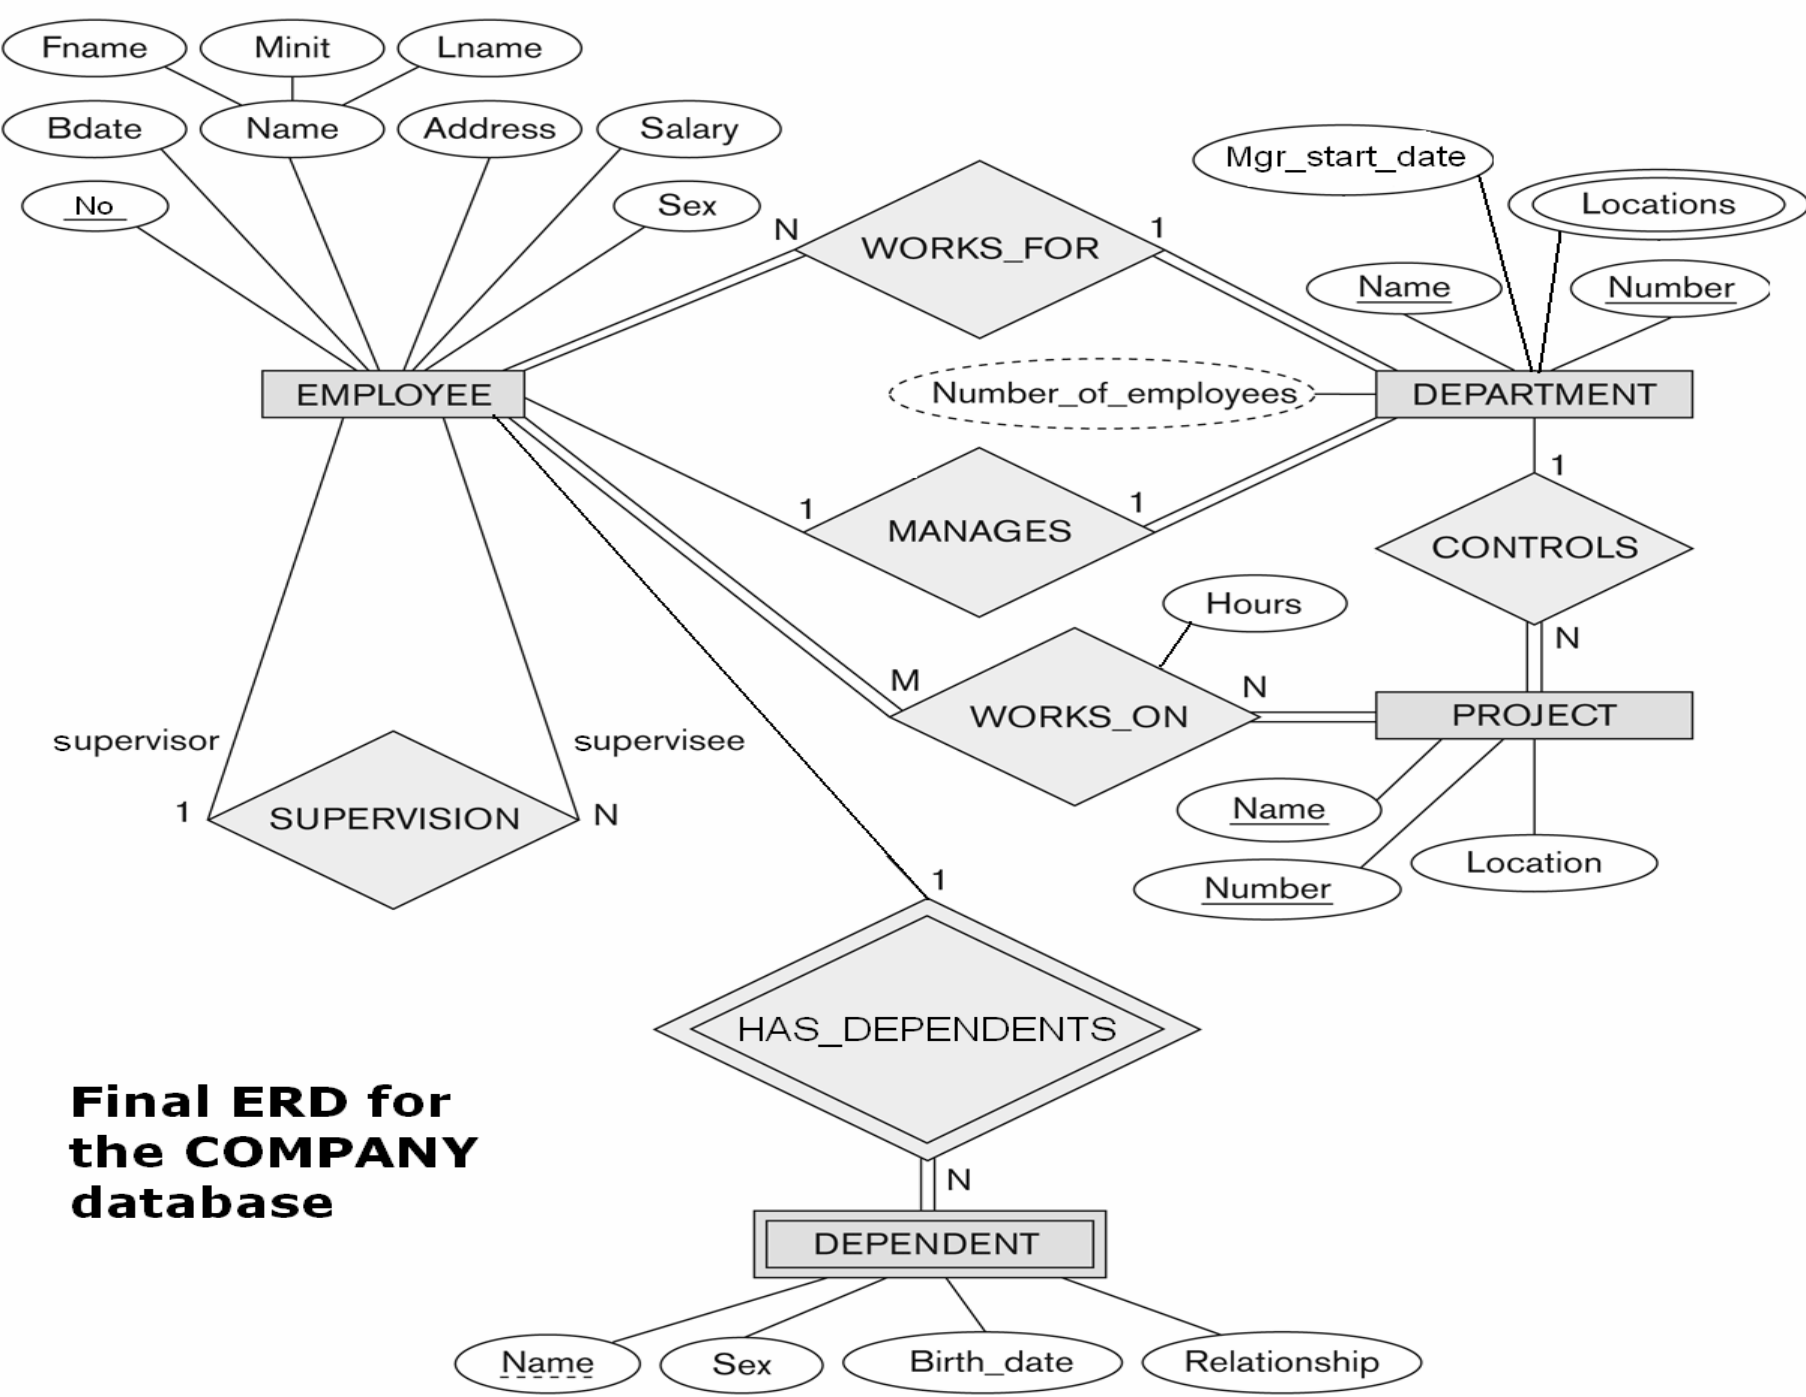 Fname
Minit
Lname
Bdate
Name
Address
Salary
No
Sex
Mgr_start_date
Locations
Name
Number
N
WORKS_FOR
1
EMPLOYEE
Number_of_employees
DEPARTMENT
1
MANAGES
1
1
CONTROLS
N
Hours
M
WORKS_ON
N
PROJECT
supervisor
supervisee
1
SUPERVISION
N
Name
Number
Location
1
HAS_DEPENDENTS
N
Final ERD for
the COMPANY
database
DEPENDENT
Name
Sex
Birth_date
Relationship